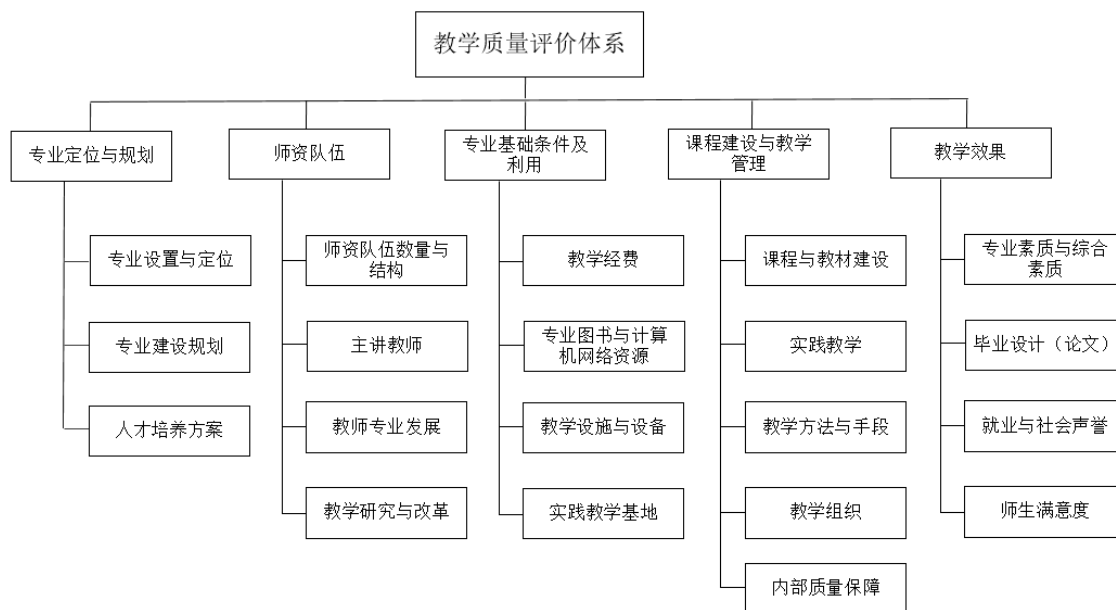 教学质量评价体系
专业定位与规划
师资队伍
专业基础条件及
利用
课程建设与教学
管理
教学效果
专业设置与定位
师资队伍数量与
结构
教学经费
课程与教材建设
专业素质与综合
素质
专业建设规划
主讲教师
专业图书与计算
机网络资源
实践教学
毕业设计（论文）
人才培养方案
教师专业发展
教学设施与设备
教学方法与手段
就业与社会声誉
教学研究与改革
实践教学基地
教学组织
师生满意度
内部质量保障